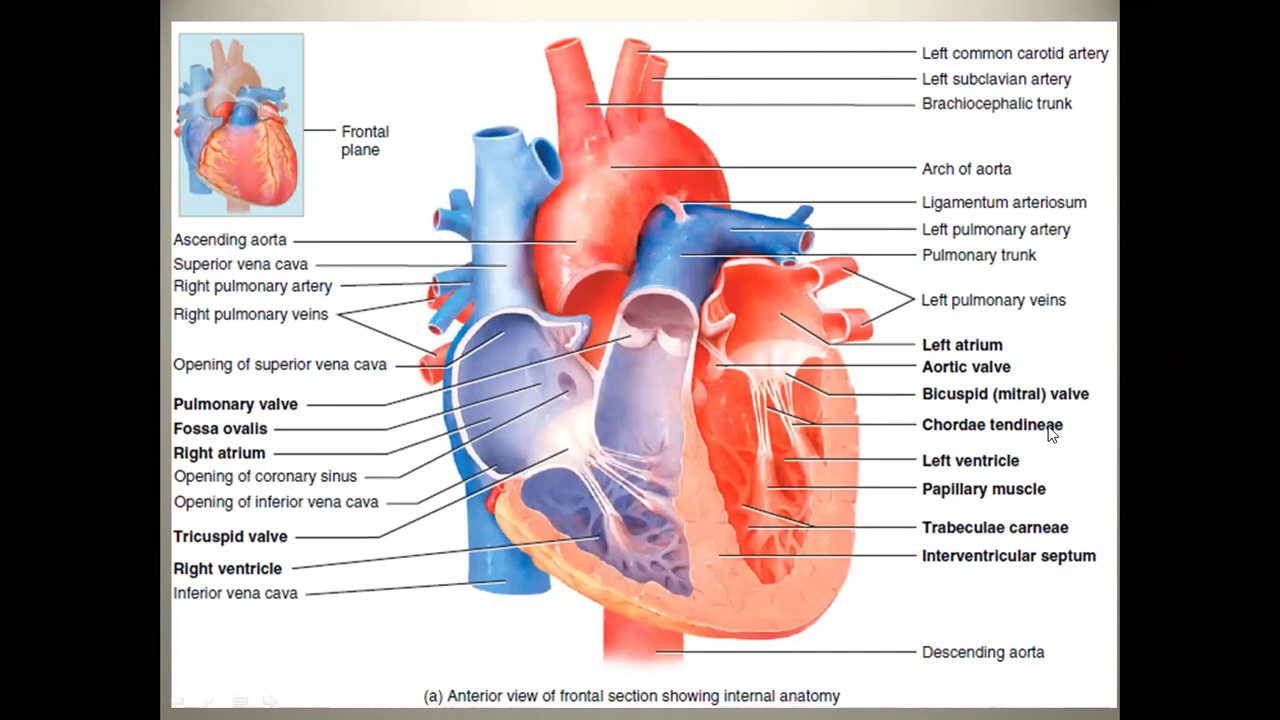 Frontal
plane
Ascending aorta
Superior vena cava
Right pulmonary artery
Right pulmonary veins
Opening of superior vena cava
Pulmonary valve
Fossa ovalis
Right atrium
Opening of coronary sinus
Opening of inferior vena cava
Tricuspid valve
Right ventricle
Inferior vena cava
Left common carotid artery
Left subclavian artery
Brachiocephalic trunk
Arch of aorta
Ligamentum arteriosum
Left pulmonary artery
Pulmonary trunk
Left pulmonary veins
Left atrium
Aortic valve
Bicuspid (mitral) valve
Chordae tendineae
Left ventricle
Papillary muscle
Trabeculae carneae
Interventricular septum
Descending aorta
(a) Anterior view of frontal section showing internal anatomy